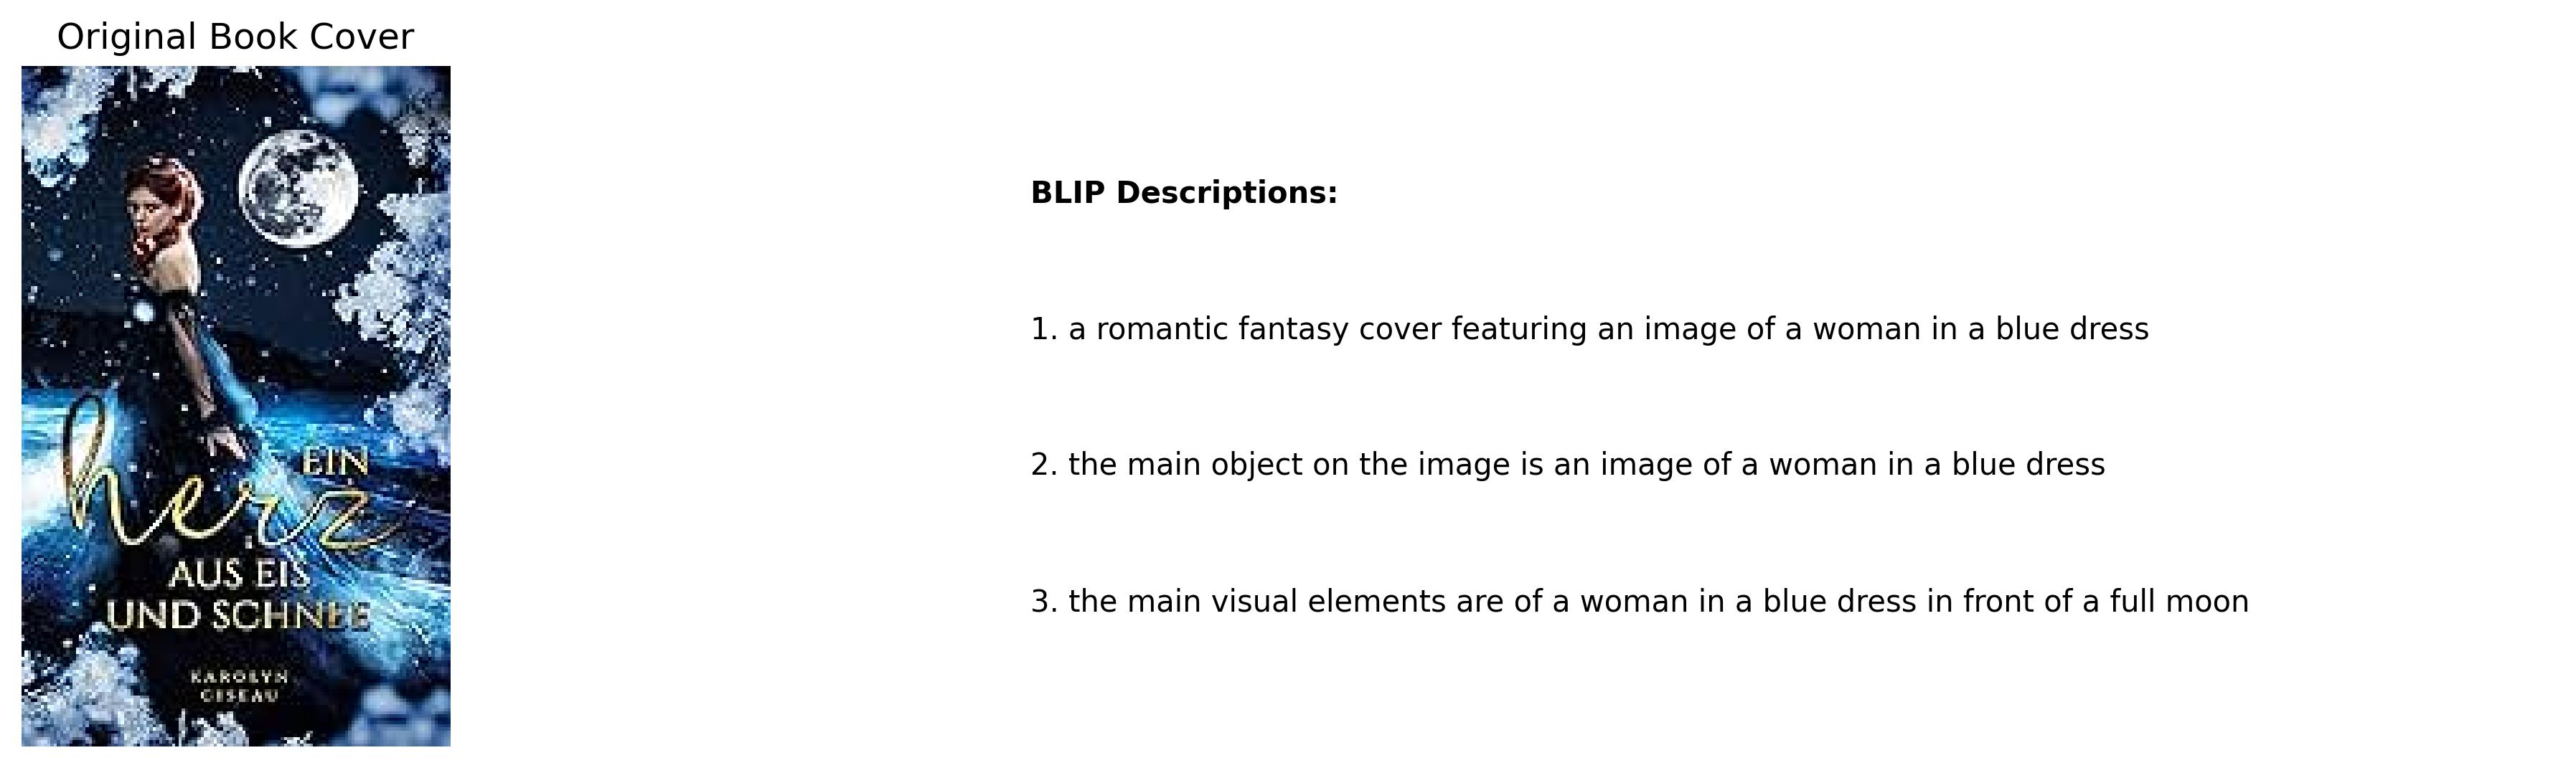 Original Book Cover
EIN
herz
AUS EIS
UND SCHNEE
KAROLYN
CISEAU
BLIP Descriptions:
1. a romantic fantasy cover featuring an image of a woman in a blue dress
2. the main object on the image is an image of a woman in a blue dress
3. the main visual elements are of a woman in a blue dress in front of a full moon